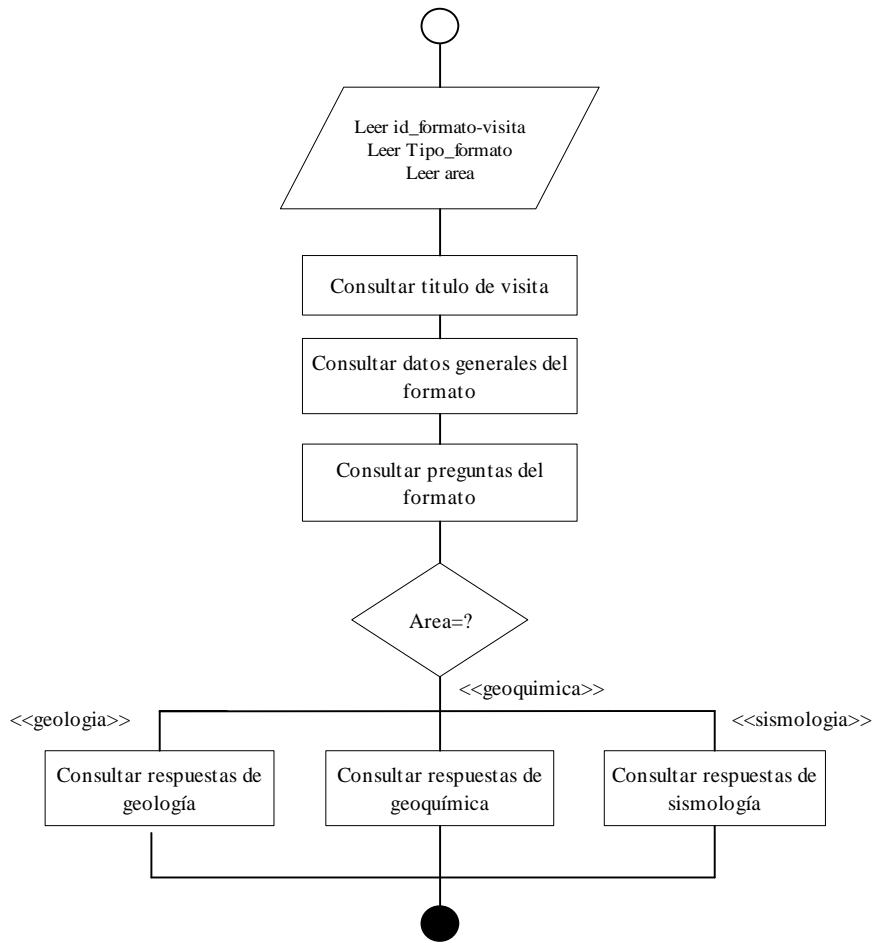 Leer id_formato-visita
Leer Tipo_formato
Leer area
Consultar titulo de visita
Consultar datos generales del
formato
Consultar preguntas del
formato
Area=?
<<geoquimica>>
<<geologia>>
<<sismologia>>
Consultar respuestas de
geología
Consultar respuestas de
geoquímica
Consultar respuestas de
sismología